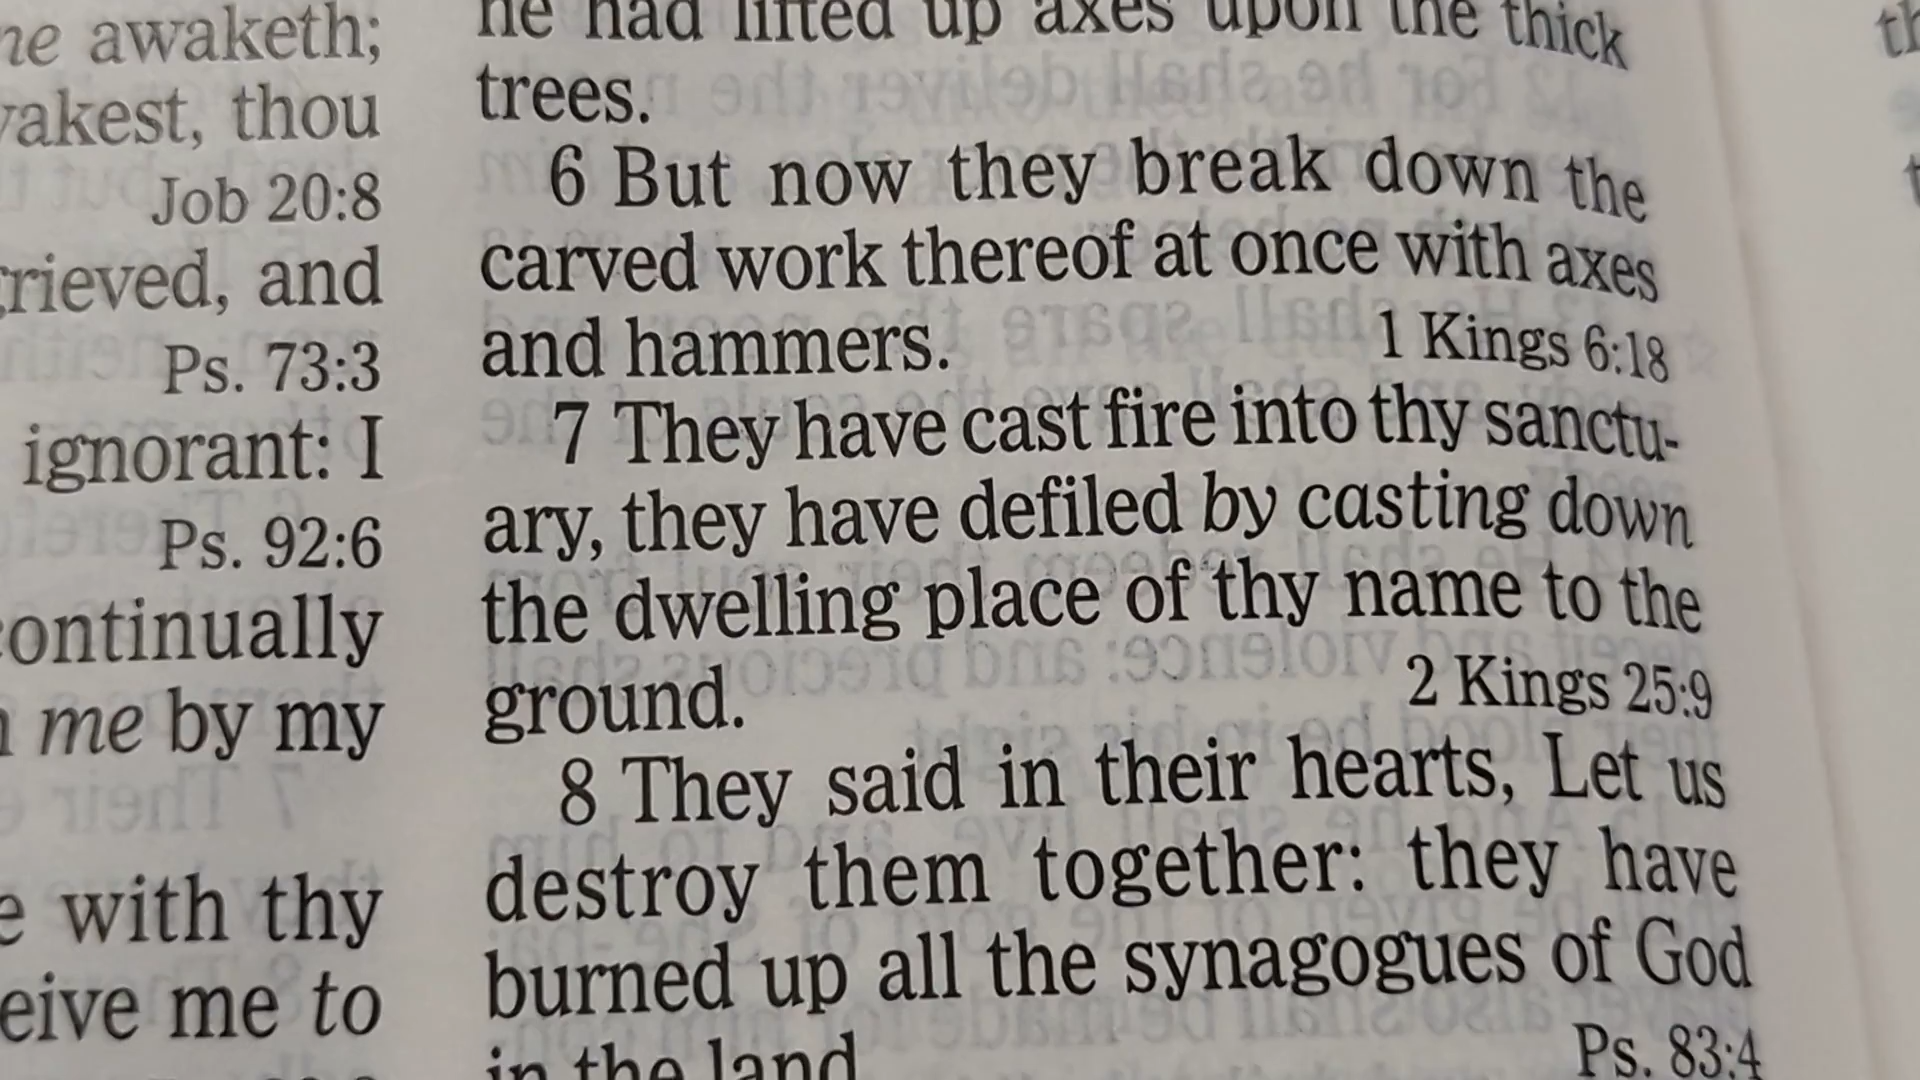 he awaketh;
thou
Job 20:8
and
Ps. 73:3
ignorant: I
Ps. 92:6
continually
me by my
with thy
me to
he had lifted up axes upon the thick
trees.
6 But now they break down the
carved work thereof at once with axes
and hammers. 1 Kings 6:18
7 They have cast fire into thy sanctu-
ary, they have defiled by casting down
the dwelling place of thy name to the
ground. 2 Kings 25:9
8 They said in their hearts, Let us
destroy them together: they have
burned up all the synagogues of God
in the land Ps. 83:4